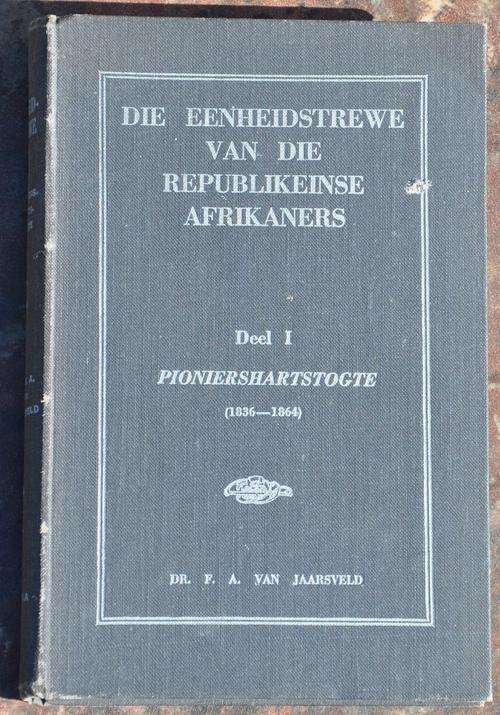 DIE EENHEIDSTREWE
VAN DIE
REPUBLIKEINSE
AFRIKANERS
Deel I
PIONIERSHARTSTOGTE
(1836—1864)
DR. F. A. VAN JAARSVELD